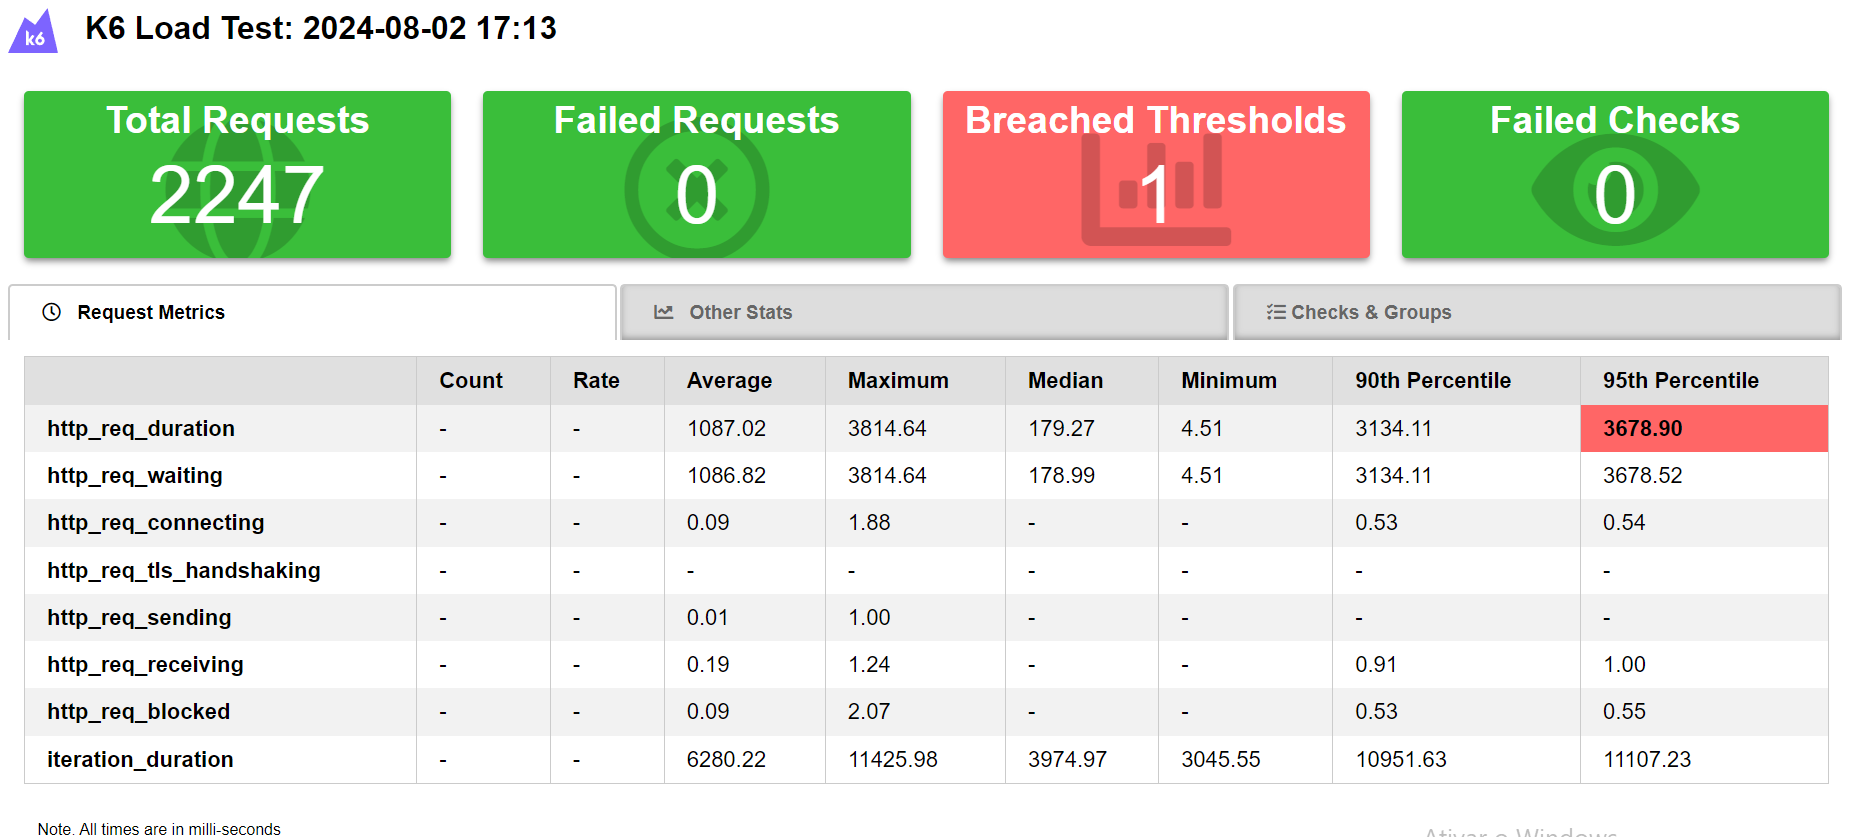 k6
K6 Load Test: 2024-08-02 17:13
Total Requests
2247
Failed Requests
0
Breached Thresholds
1
Failed Checks
0
Request Metrics
Other Stats
Checks & Groups
Count Rate Average Maximum Median Minimum 90th Percentile 95th Percentile
http_req_duration - - 1087.02 3814.64 179.27 4.51 3134.11 3678.90
http_req_waiting - - 1086.82 3814.64 178.99 4.51 3134.11 3678.52
http_req_connecting - - 0.09 1.88 - - 0.53 0.54
http_req_tls_handshaking - - - - - - - -
http_req_sending - - 0.01 1.00 - - - -
http_req_receiving - - 0.19 1.24 - - 0.91 1.00
http_req_blocked - - 0.09 2.07 - - 0.53 0.55
iteration_duration - - 6280.22 11425.98 3974.97 3045.55 10951.63 11107.23
Note. All times are in milli-seconds
Ativar o Windows